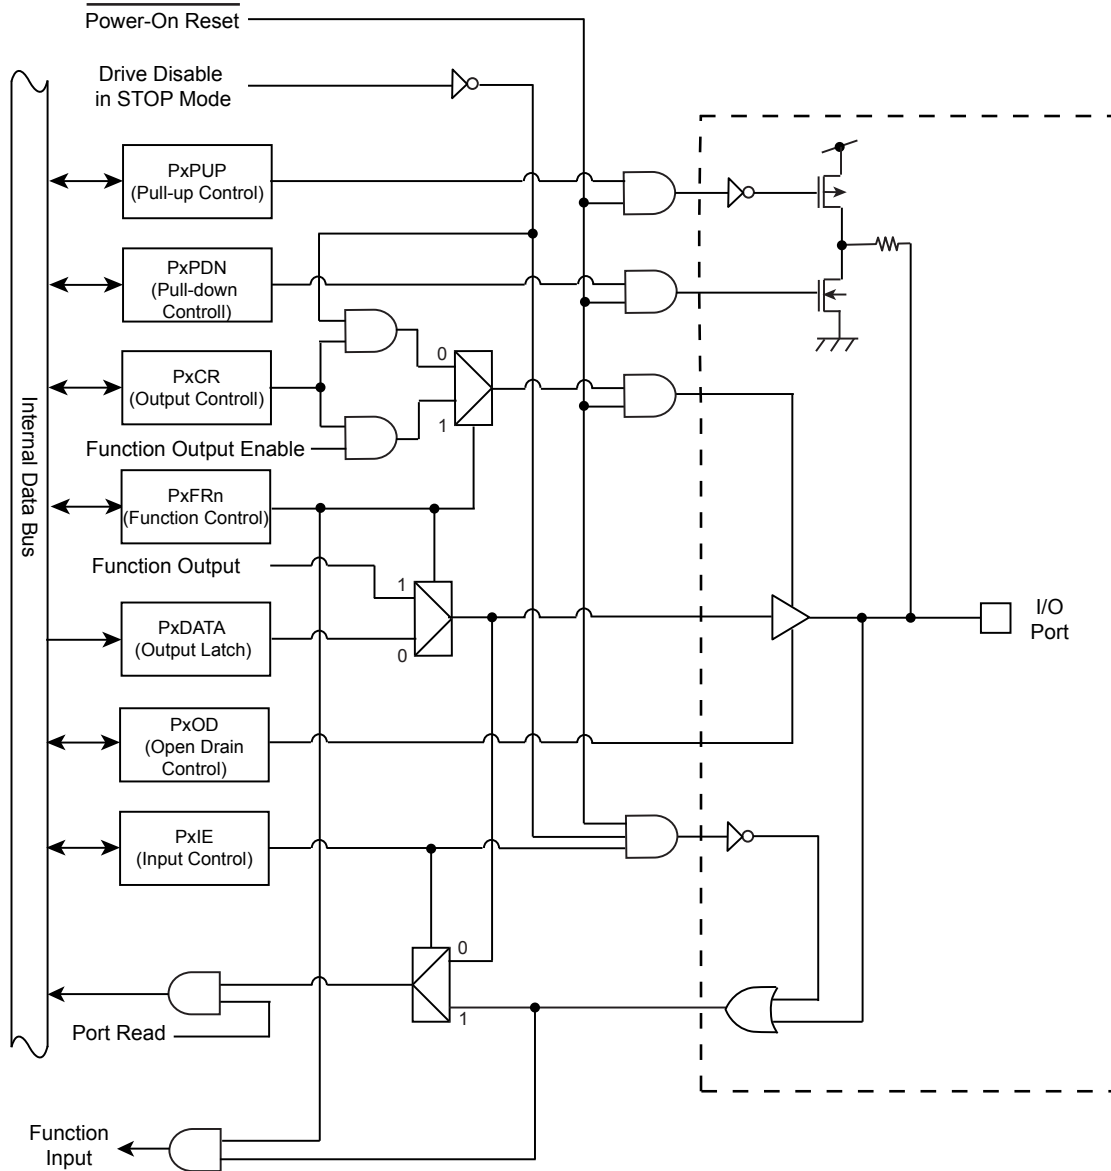 Power-On Reset
Drive Disable
in STOP Mode
PxPUP
(Pull-up Control)
PxPDN
(Pull-down
Controll)
0
PxCR
(Output Controll)
1
Function Output Enable
Internal Data Bus
PxFRn
(Function Control)
Function Output
1
PxDATA
(Output Latch)
0
I/O
Port
PxOD
(Open Drain
Control)
PxIE
(Input Control)
0
1
Port Read
Function
Input